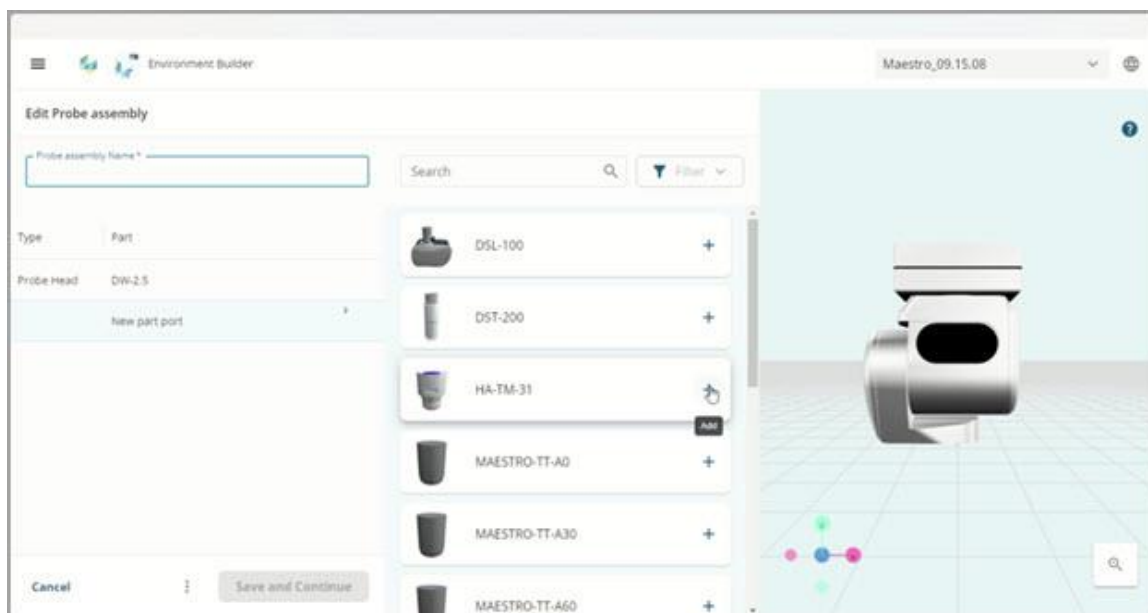 Environment Builder
Maestro_09.15.08
Edit Probe assembly
Probe assembly Name *
Search
Filter
Type Part
Probe Head DW-2.5
New part port
DSL-100
DST-200
HA-TM-31
Add
MAESTRO-TT-A0
MAESTRO-TT-A30
MAESTRO-TT-A60
Cancel
Save and Continue